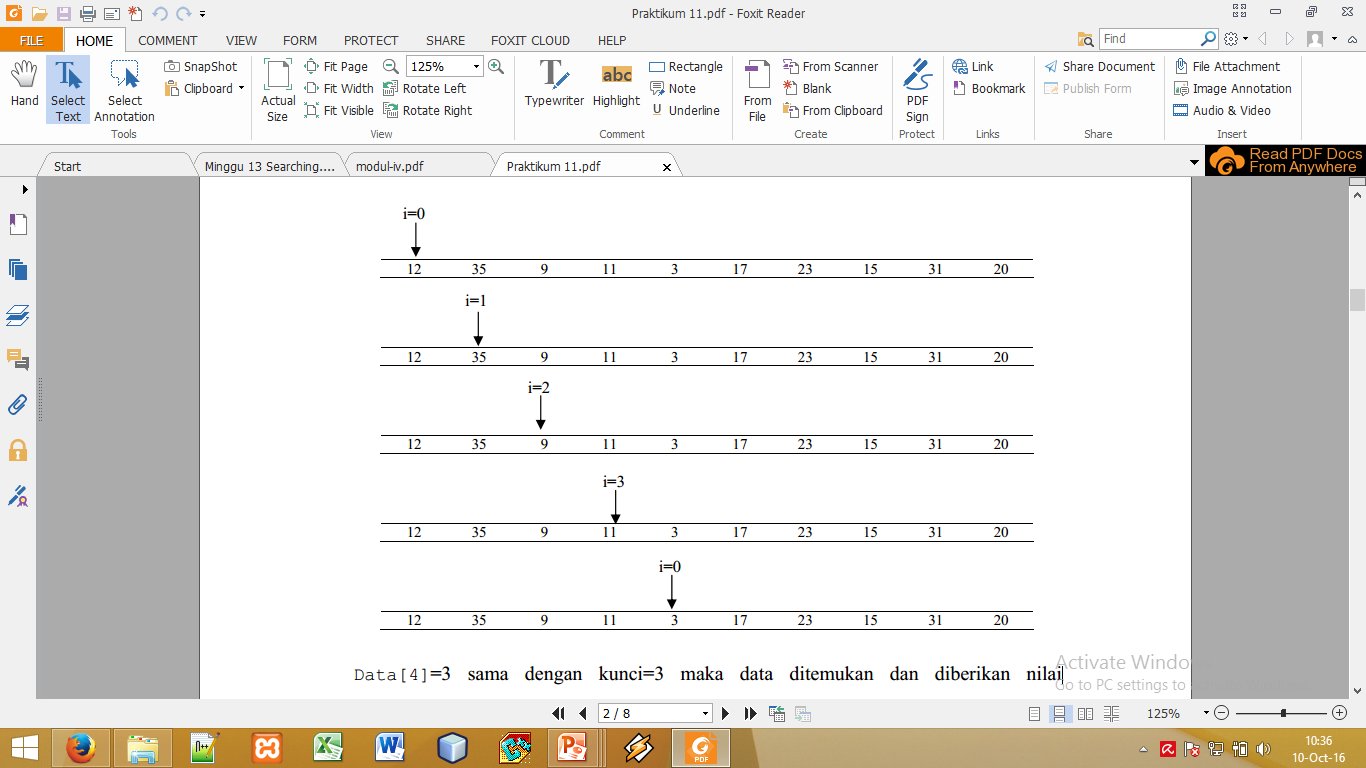 Praktikum 11.pdf - Foxit Reader
FILE HOME COMMENT VIEW FORM PROTECT SHARE FOXIT CLOUD HELP Find
Hand
Select Text
Select Annotation
SnapShot
Clipboard
Tools
Actual Size
Fit Page
Fit Width
Fit Visible
125%
Rotate Left
Rotate Right
View
Typewriter
abc
Highlight
Rectangle
Note
Underline
Comment
From File
From Scanner
Blank
From Clipboard
Create
PDF Sign
Protect
Link
Bookmark
Links
Share Document
Publish Form
Share
File Attachment
Image Annotation
Audio & Video
Insert
Start Minggu 13 Searching.... modul-iv.pdf Praktikum 11.pdf
Read PDF Docs
From Anywhere
i=0
12 35 9 11 3 17 23 15 31 20
i=1
12 35 9 11 3 17 23 15 31 20
i=2
12 35 9 11 3 17 23 15 31 20
i=3
12 35 9 11 3 17 23 15 31 20
i=0
12 35 9 11 3 17 23 15 31 20
Data[4]=3 sama dengan kunci=3 maka data ditemukan dan diberikan nilai
Activate Windows
Go to PC settings to
2 / 8
125%
PDF
10:36
10-Oct-16